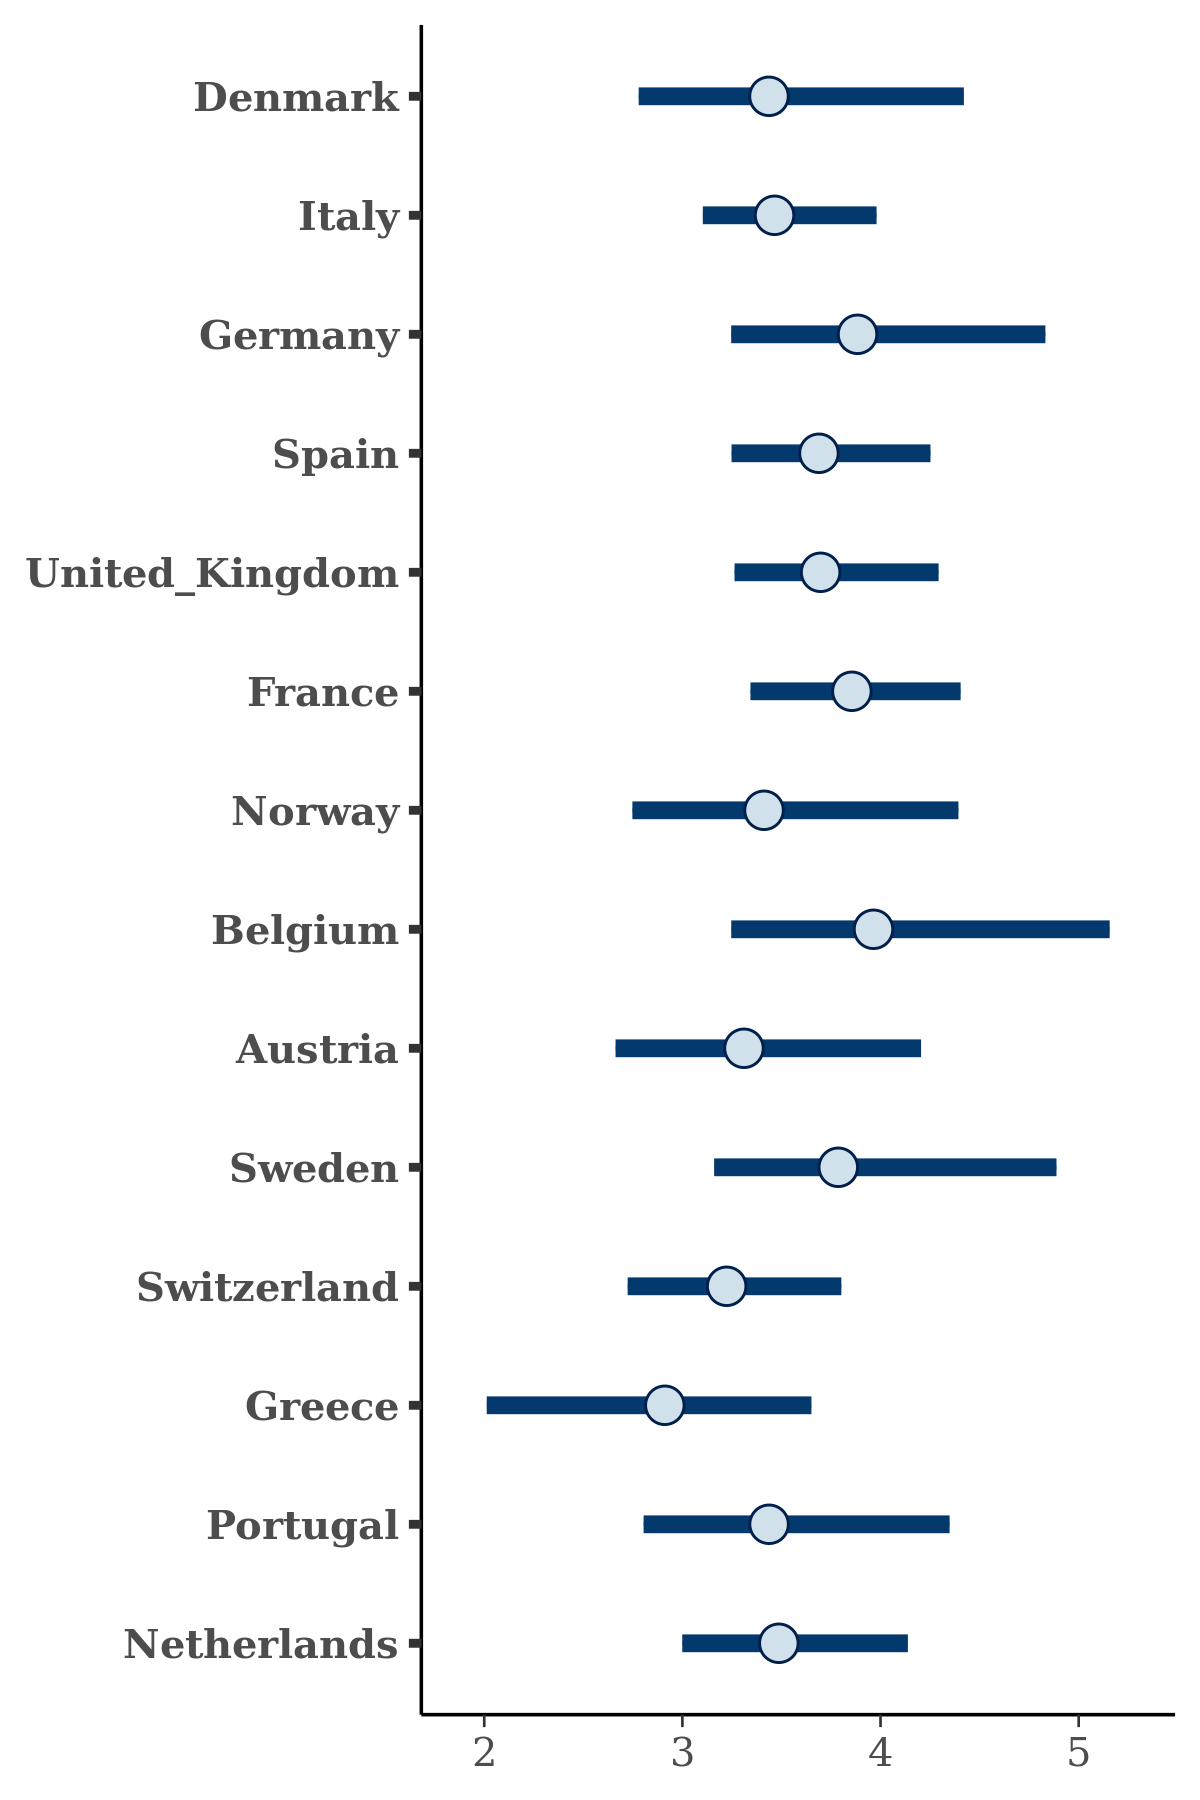 Denmark
Italy
Germany
Spain
United_Kingdom
France
Norway
Belgium
Austria
Sweden
Switzerland
Greece
Portugal
Netherlands
2 3 4 5